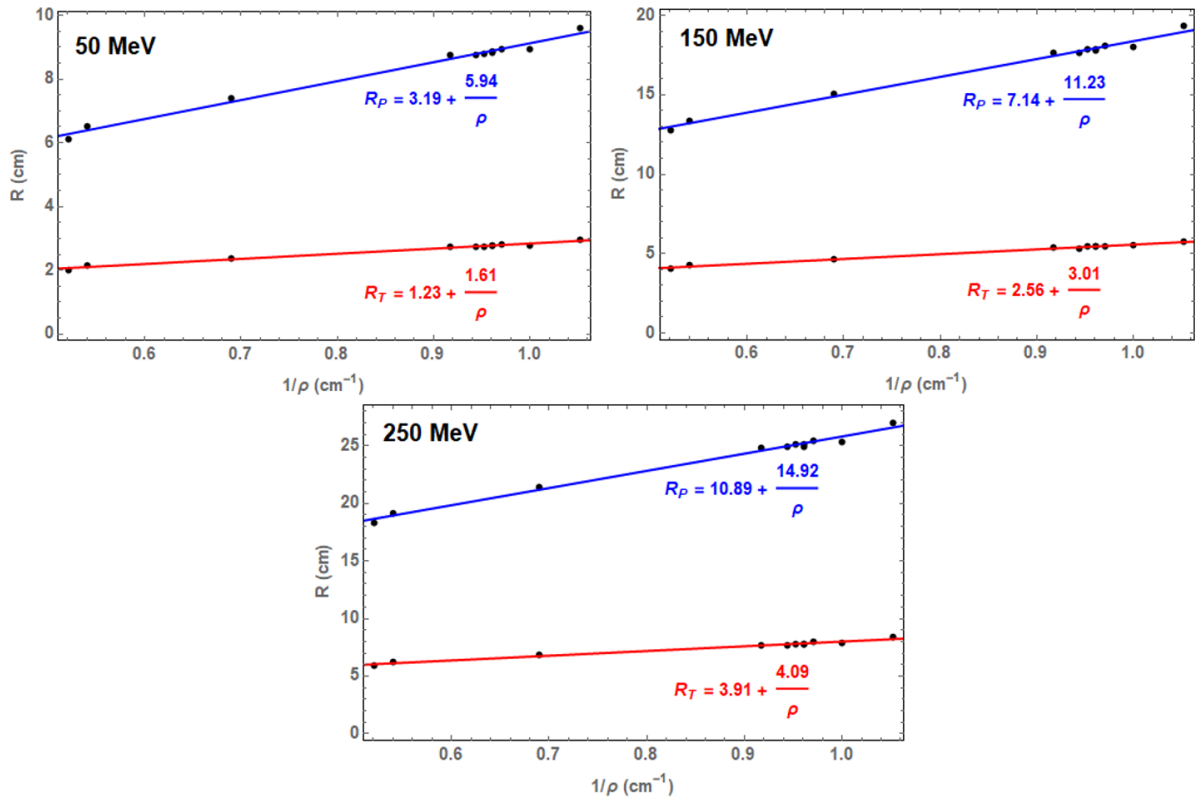 50 MeV
10
8
6
4
2
0
R (cm)
R_P = 3.19 + 5.94/ρ
R_T = 1.23 + 1.61/ρ
0.6 0.7 0.8 0.9 1.0
1/ρ (cm⁻¹)
150 MeV
20
15
10
5
0
R (cm)
R_P = 7.14 + 11.23/ρ
R_T = 2.56 + 3.01/ρ
0.6 0.7 0.8 0.9 1.0
1/ρ (cm⁻¹)
250 MeV
25
20
15
10
5
0
R (cm)
R_P = 10.89 + 14.92/ρ
R_T = 3.91 + 4.09/ρ
0.6 0.7 0.8 0.9 1.0
1/ρ (cm⁻¹)